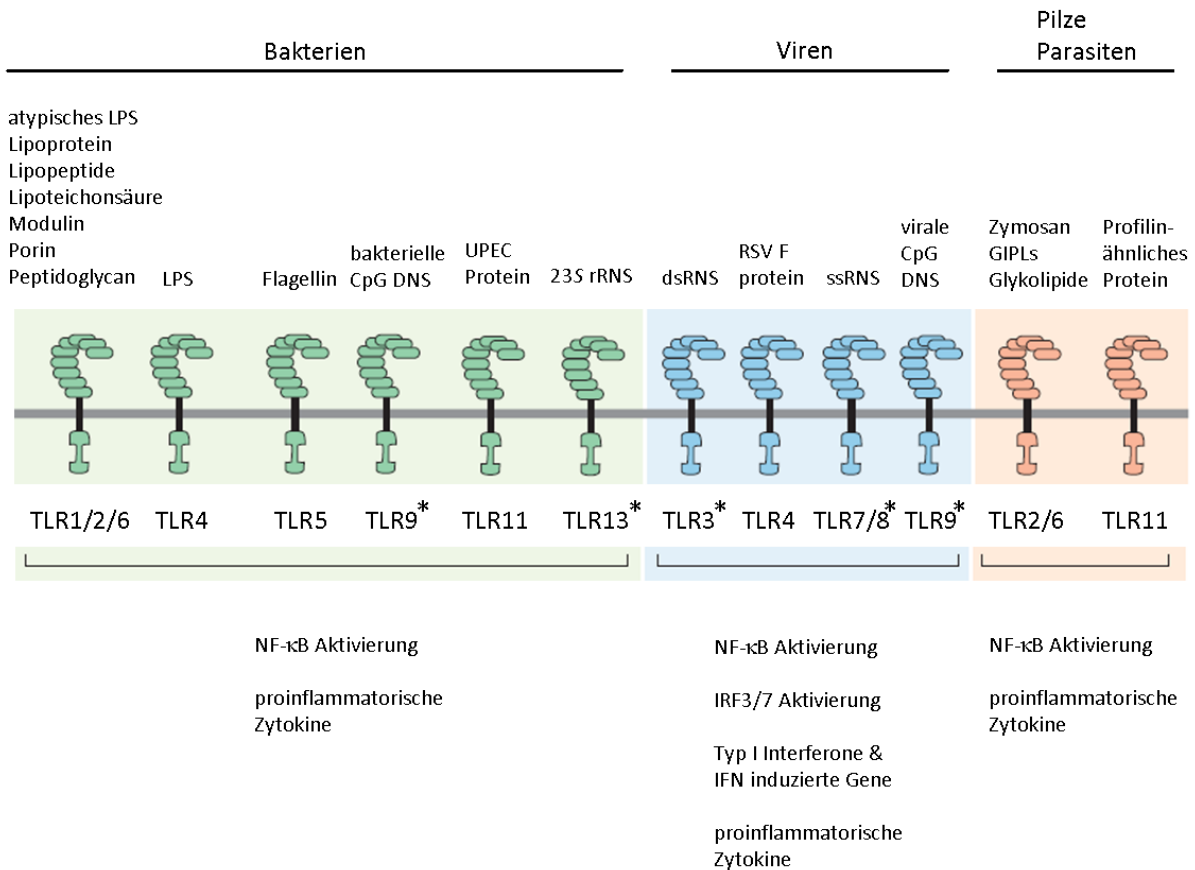 Bakterien
Viren
Pilze
Parasiten
atypisches LPS
Lipoprotein
Lipopeptide
Lipoteichonsäure
Modulin
Porin
Peptidoglycan
LPS
Flagellin
bakterielle
CpG DNS
UPEC
Protein
23S rRNS
dsRNS
RSV F
protein
ssRNS
virale
CpG
DNS
Zymosan
GIPLs
Glykolipide
Profilin-
ähnliches
Protein
TLR1/2/6
TLR4
TLR5
TLR9*
TLR11
TLR13*
TLR3*
TLR4
TLR7/8*
TLR9*
TLR2/6
TLR11
NF-κB Aktivierung
proinflammatorische
Zytokine
NF-κB Aktivierung
IRF3/7 Aktivierung
Typ I Interferone &
IFN induzierte Gene
proinflammatorische
Zytokine
NF-κB Aktivierung
proinflammatorische
Zytokine